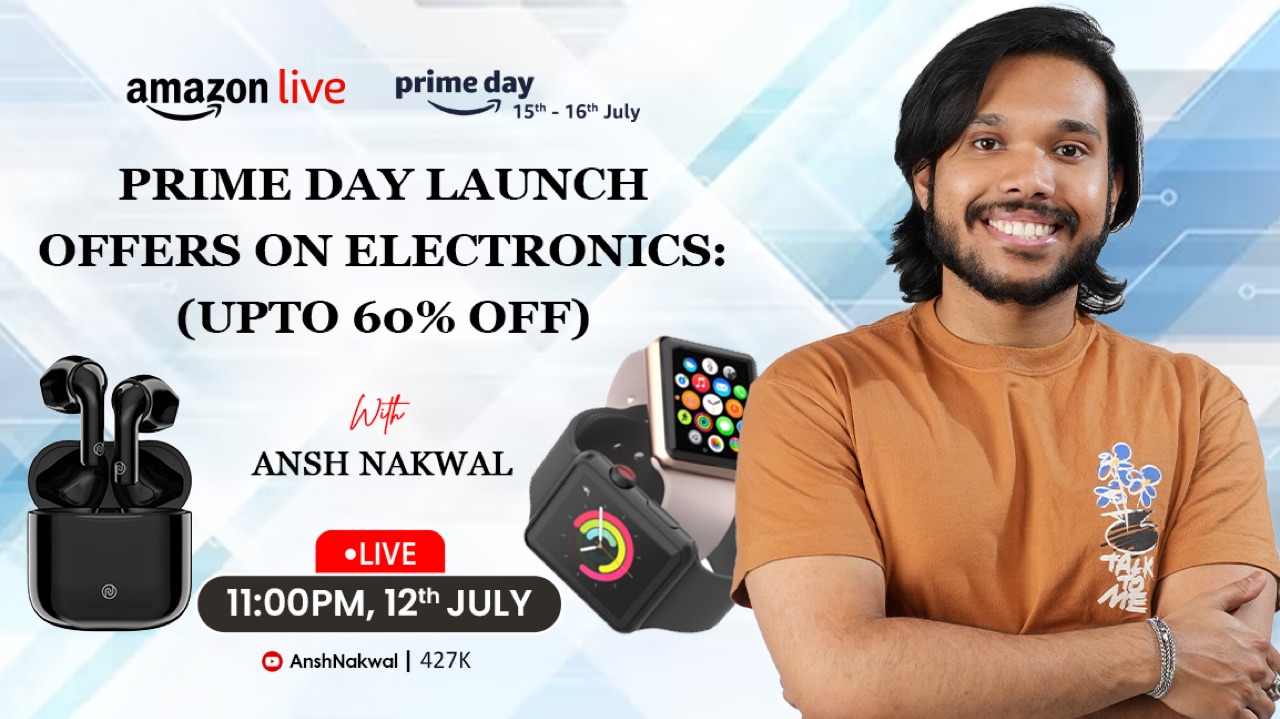 amazon live
prime day
15th - 16th July
PRIME DAY LAUNCH
OFFERS ON ELECTRONICS:
(UPTO 60% OFF)
With
ANSH NAKWAL
•LIVE
11:00PM, 12th JULY
AnshNakwal | 427K
TALK
TO
ME